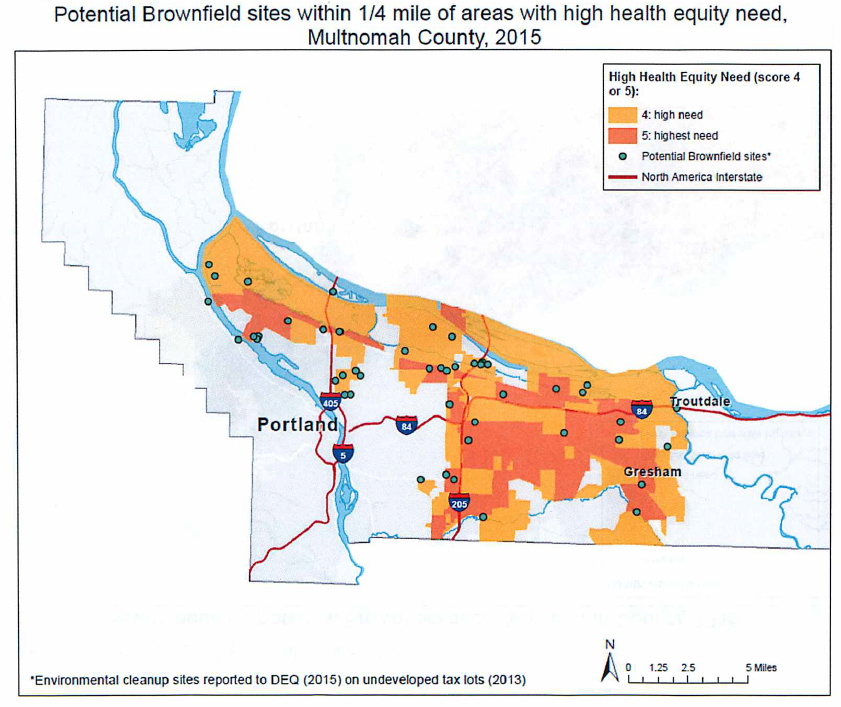 Potential Brownfield sites within 1/4 mile of areas with high health equity need,
Multnomah County, 2015
High Health Equity Need (score 4
or 5):
4: high need
5: highest need
Potential Brownfield sites*
North America Interstate
Troutdale
405
84
84
Portland
5
Gresham
205
N
0 1.25 2.5 5 Miles
*Environmental cleanup sites reported to DEQ (2015) on undeveloped tax lots (2013)